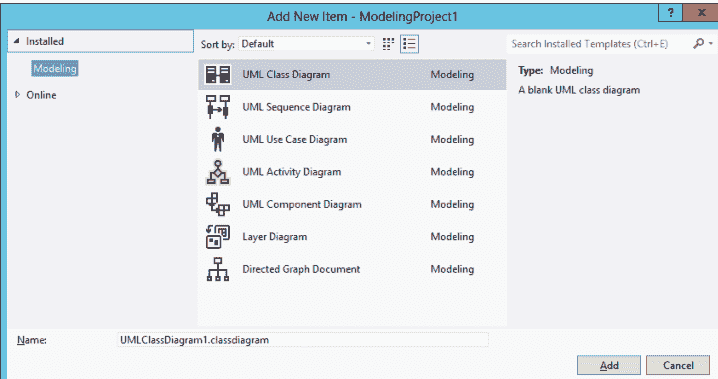 Add New Item - ModelingProject1
? x
Installed
Sort by: Default
Search Installed Templates (Ctrl+E)
Modeling
Online
UML Class Diagram Modeling
UML Sequence Diagram Modeling
UML Use Case Diagram Modeling
UML Activity Diagram Modeling
UML Component Diagram Modeling
Layer Diagram Modeling
Directed Graph Document Modeling
Type: Modeling
A blank UML class diagram
Name: UMLClassDiagram1.classdiagram
Add Cancel